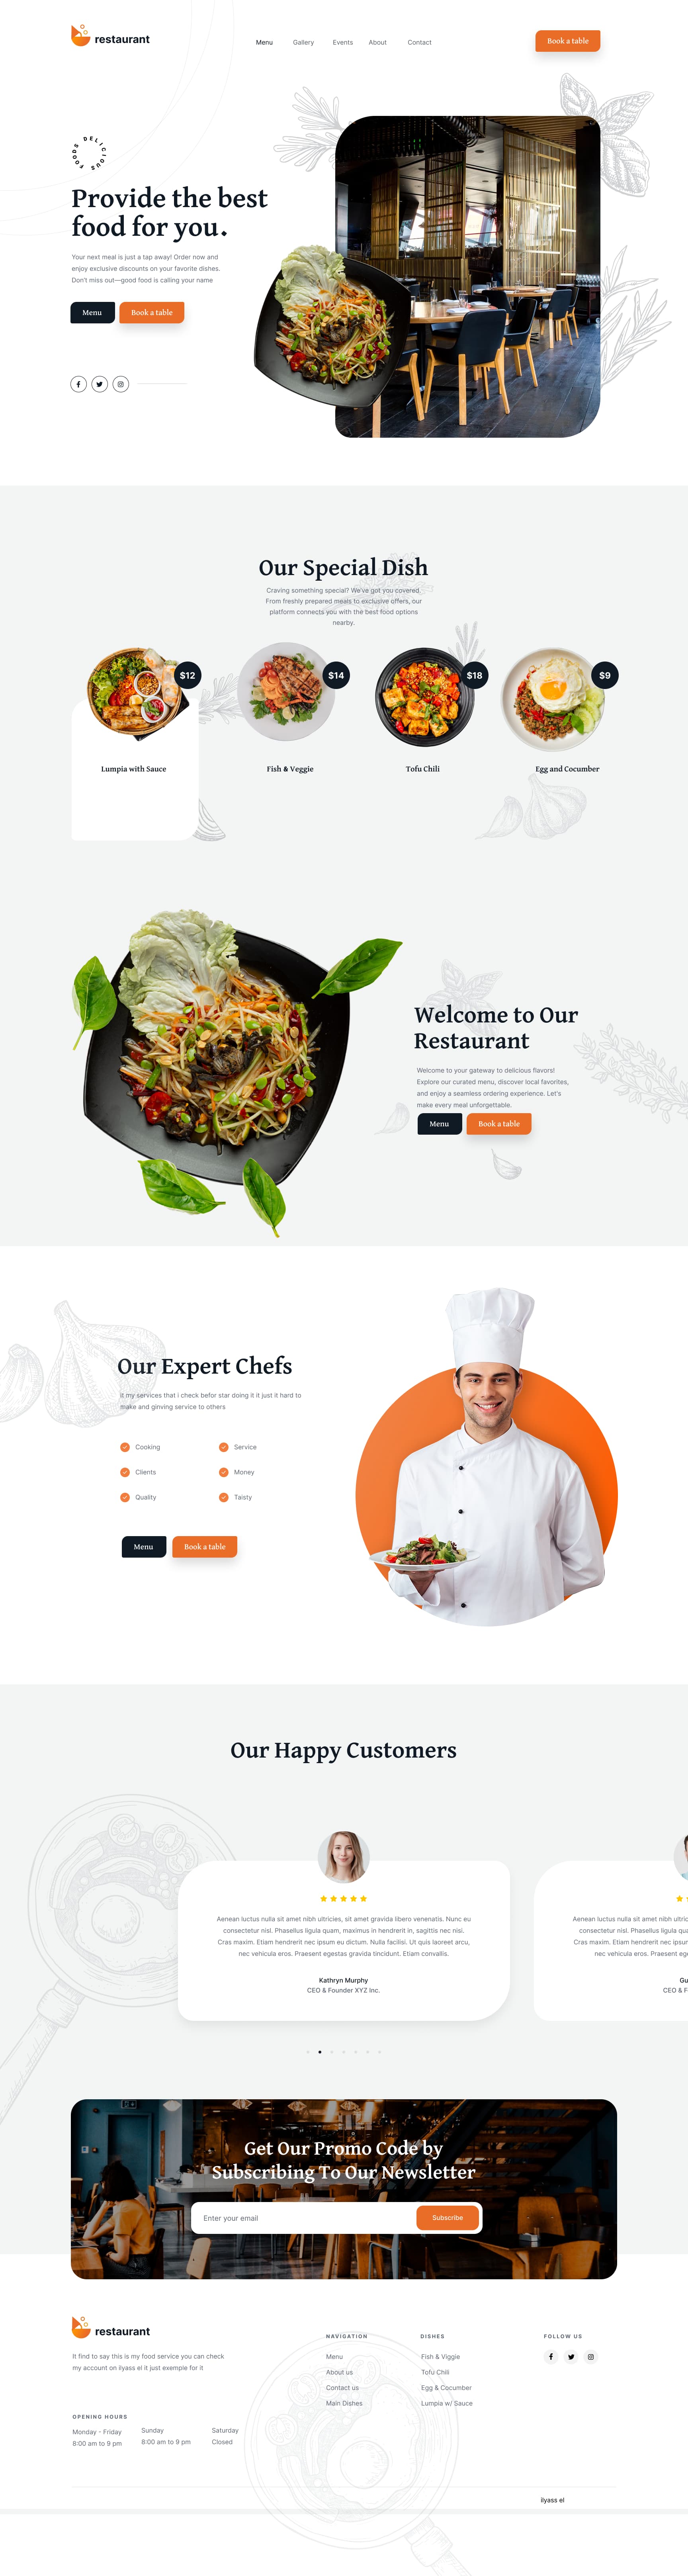 restaurant
Menu Gallery Events About Contact
Book a table
DELICIOUS FOODS
Provide the best
food for you.
Your next meal is just a tap away! Order now and
enjoy exclusive discounts on your favorite dishes.
Don't miss out—good food is calling your name
Menu Book a table
Our Special Dish
Craving something special? We've got you covered.
From freshly prepared meals to exclusive offers, our
platform connects you with the best food options
nearby.
$12 $14 $18 $9
Lumpia with Sauce Fish & Veggie Tofu Chili Egg and Cocumber
Welcome to Our
Restaurant
Welcome to your gateway to delicious flavors!
Explore our curated menu, discover local favorites,
and enjoy a seamless ordering experience. Let's
make every meal unforgettable.
Menu Book a table
Our Expert Chefs
it my services that i check befor star doing it it just it hard to
make and ginving service to others
Cooking Service
Clients Money
Quality Taisty
Menu Book a table
Our Happy Customers
Aenean luctus nulla sit amet nibh ultricies, sit amet gravida libero venenatis. Nunc eu
consectetur nisl. Phasellus ligula quam, maximus in hendrerit in, sagittis nec nisi.
Cras maxim. Etiam hendrerit nec ipsum eu dictum. Nulla facilisi. Ut quis laoreet arcu,
nec vehicula eros. Praesent egestas gravida tincidunt. Etiam convallis.
Kathryn Murphy
CEO & Founder XYZ Inc.
Aenean luctus nulla sit amet nibh ultric
consectetur nisl. Phasellus ligula qu
Cras maxim. Etiam hendrerit nec ipsum
nec vehicula eros. Praesent eg
Gu
CEO & F
Get Our Promo Code by
Subscribing To Our Newsletter
Enter your email Subscribe
restaurant
It find to say this is my food service you can check
my account on ilyass el it just exemple for it
OPENING HOURS
Monday - Friday Sunday Saturday
8:00 am to 9 pm 8:00 am to 9 pm Closed
NAVIGATION
Menu
About us
Contact us
Main Dishes
DISHES
Fish & Viggie
Tofu Chili
Egg & Cocumber
Lumpia w/ Sauce
FOLLOW US
ilyass el